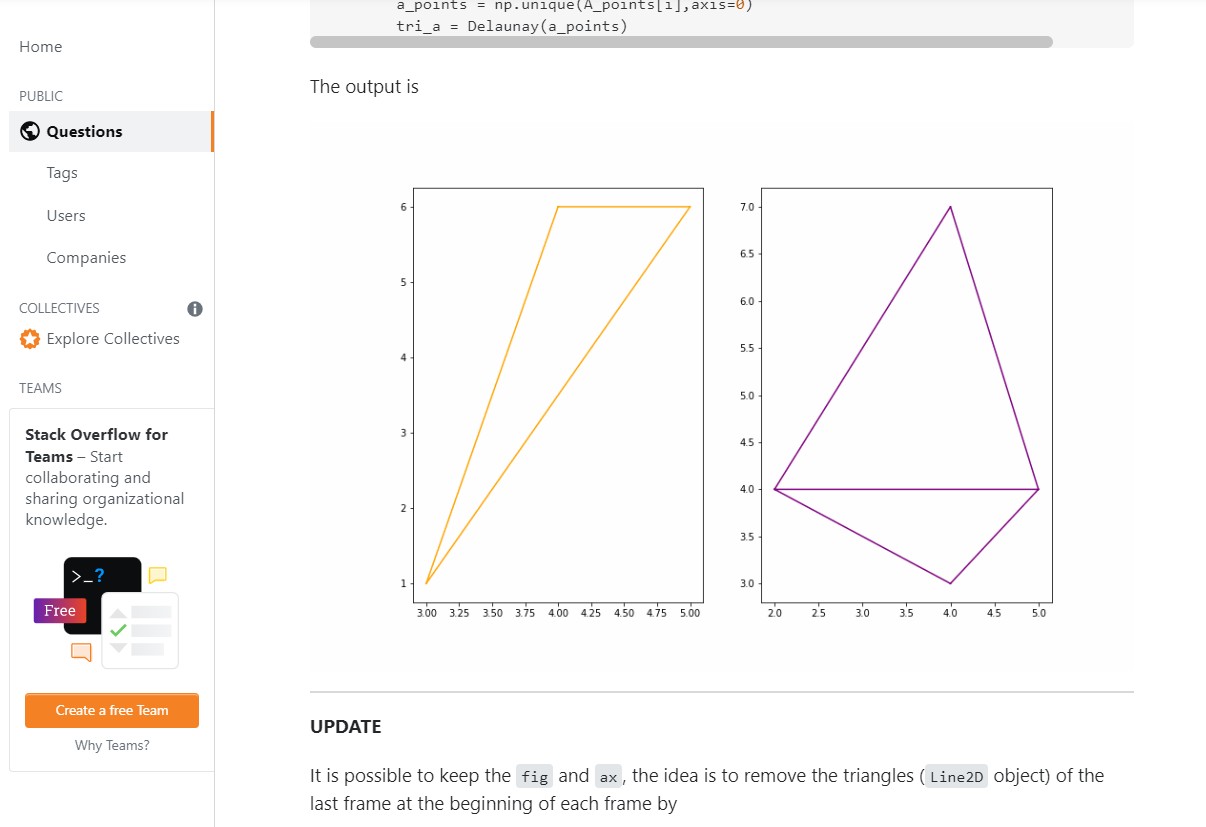 a_points = np.unique(A_points[i],axis=0)
tri_a = Delaunay(a_points)
Home
PUBLIC
Questions
Tags
Users
Companies
COLLECTIVES
Explore Collectives
TEAMS
Stack Overflow for
Teams – Start
collaborating and
sharing organizational
knowledge.
>_?
Free
Create a free Team
Why Teams?
The output is
6
5
4
3
2
1
3.00 3.25 3.50 3.75 4.00 4.25 4.50 4.75 5.00
7.0
6.5
6.0
5.5
5.0
4.5
4.0
3.5
3.0
2.0 2.5 3.0 3.5 4.0 4.5 5.0
UPDATE
It is possible to keep the fig and ax, the idea is to remove the triangles (Line2D object) of the
last frame at the beginning of each frame by